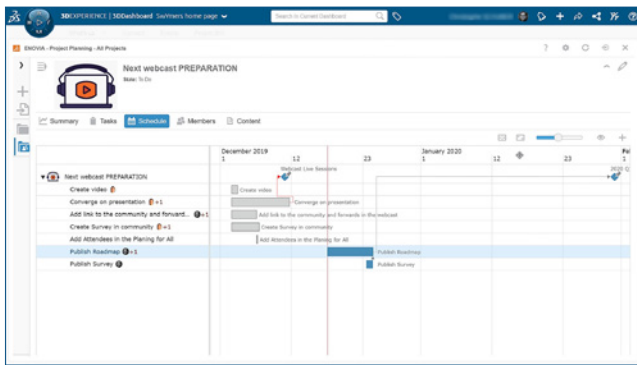 3DEXPERIENCE | 3DDashboard Swymers home page
Search in Current Dashboard
ENOVIA - Project Planning - All Projects
Next webcast PREPARATION
State: To Do
Summary Tasks Schedule Members Content
December 2019 January 2020
1 12 23 1 12 23 1
Webcast Live Sessions
Next webcast PREPARATION
Create video Create video
Converge on presentation +1 Converge on presentation
Add link to the community and forward... +1 Add link to the community and forwards in the webcast
Create Survey in community +1 Create Survey in community
Add Attendees in the Planing for All Add Attendees in the Planing for All
Publish Roadmap +1 Publish Roadmap
Publish Survey Publish Survey